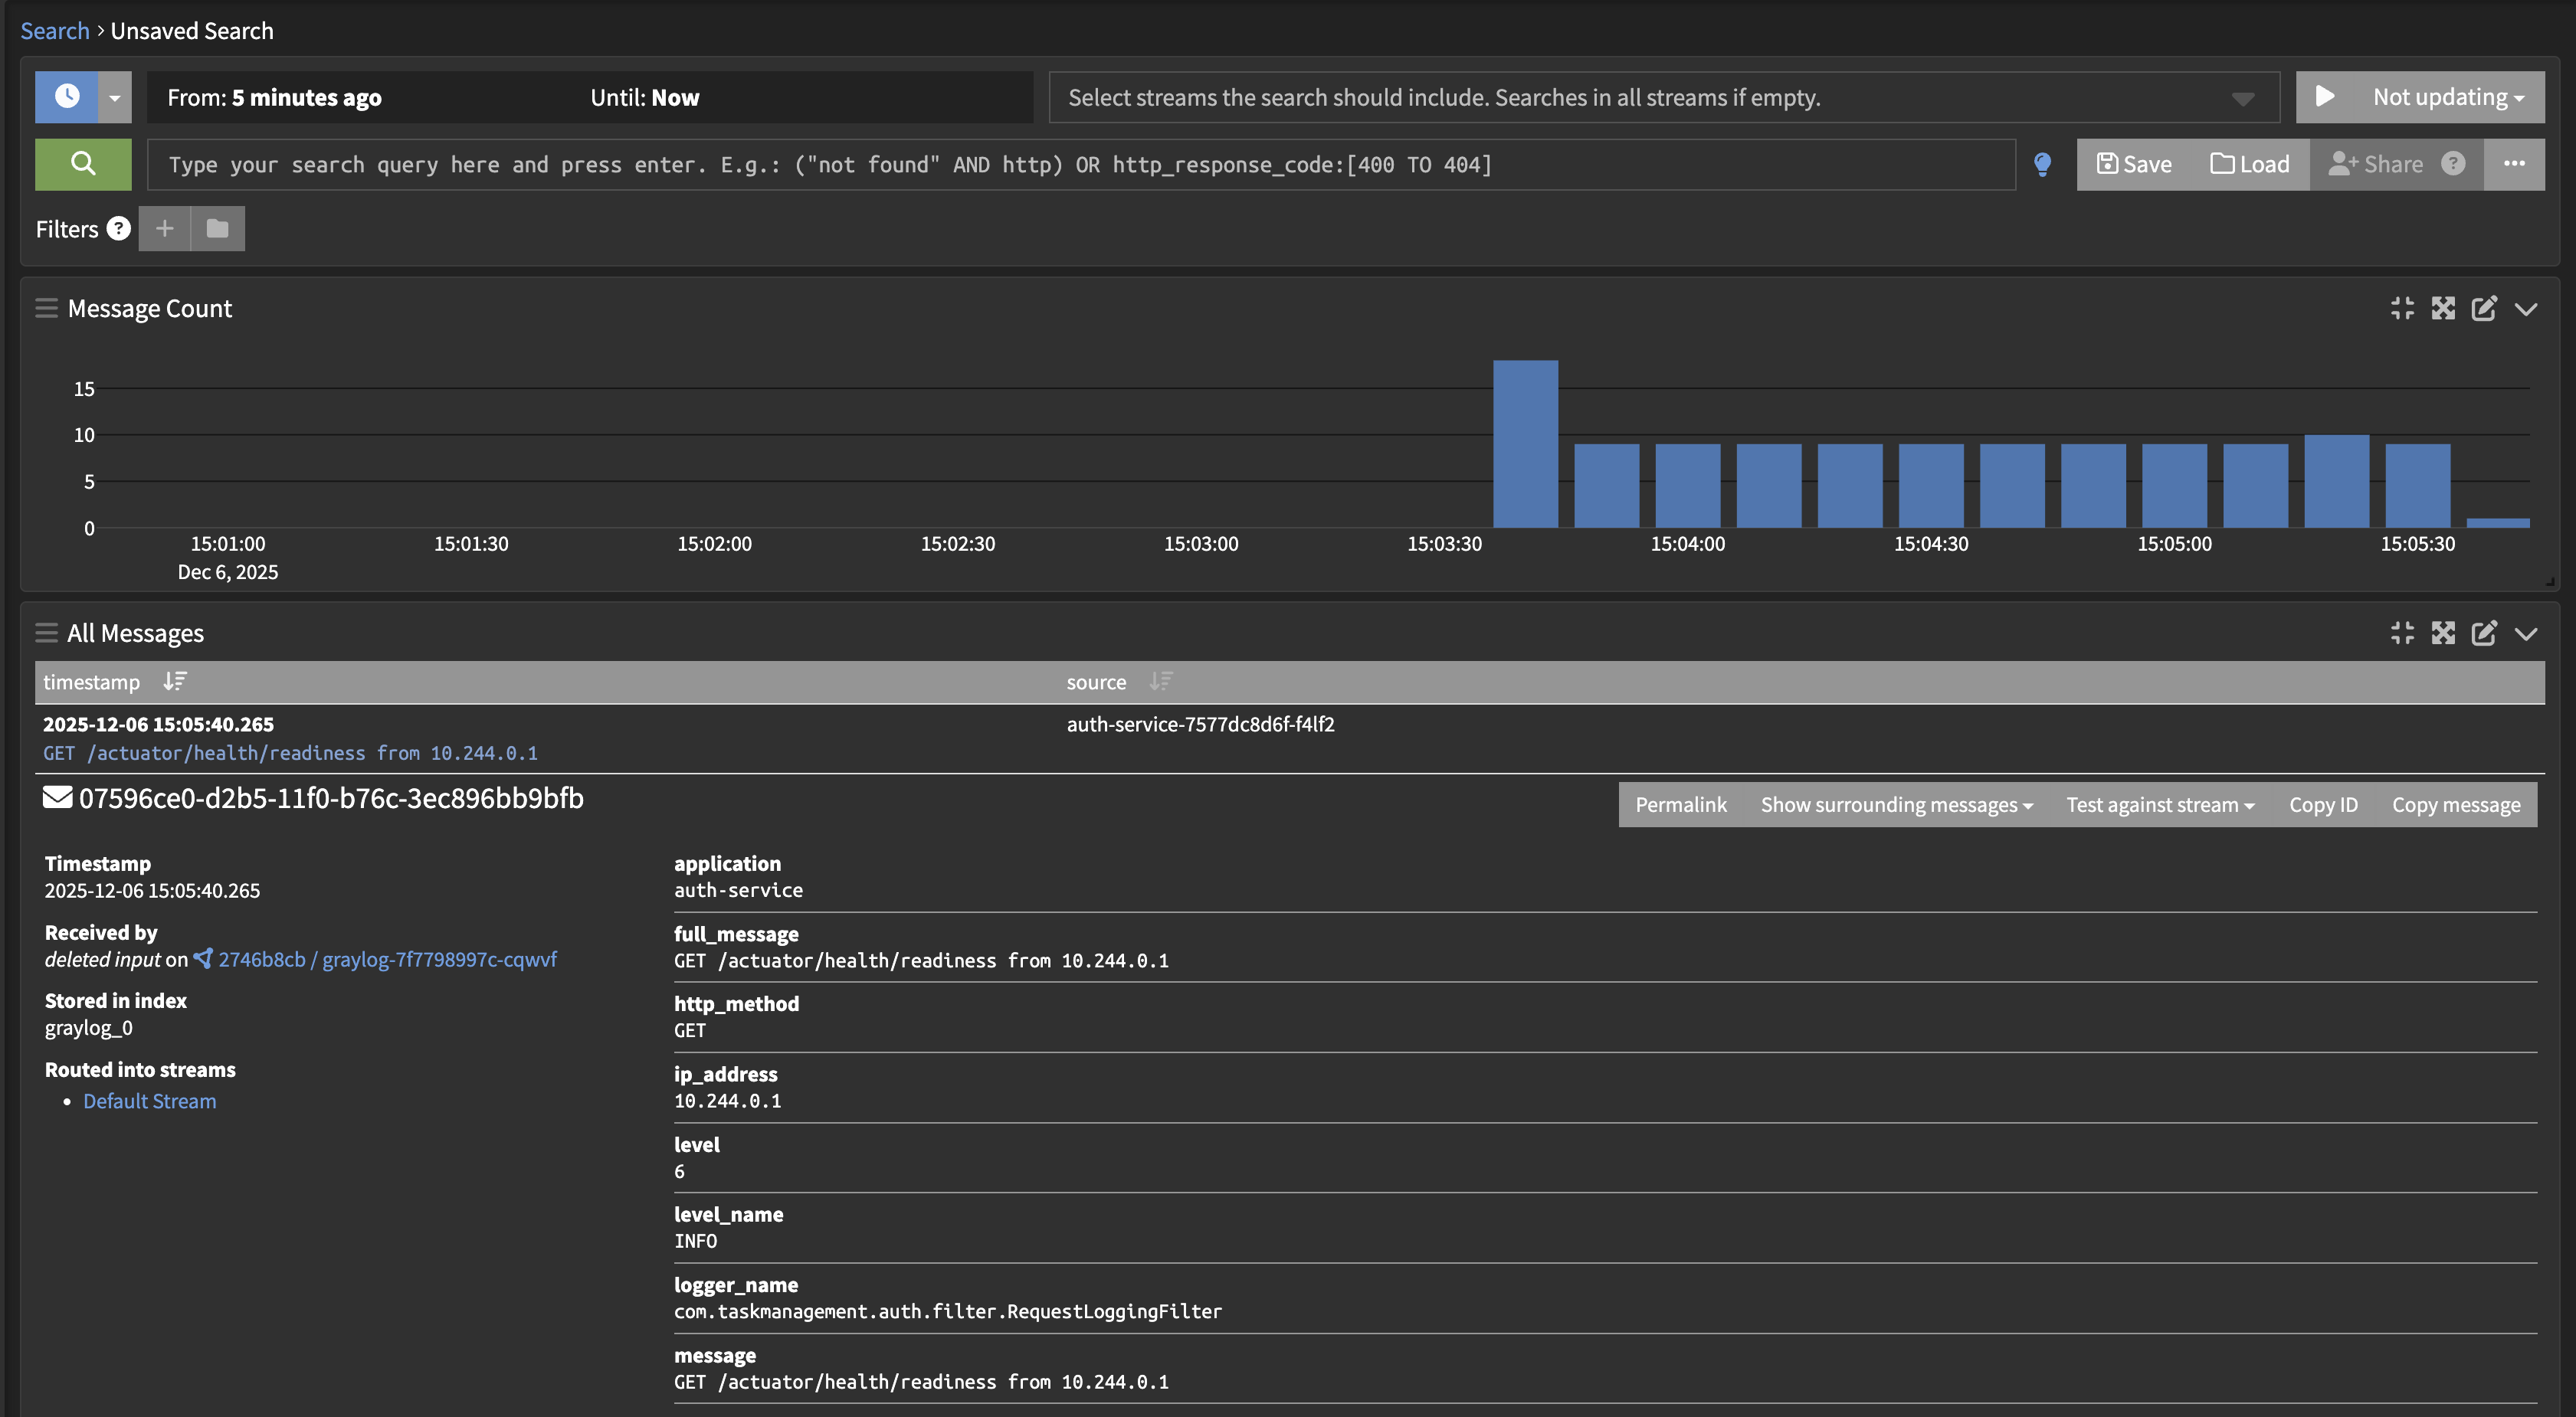 Search › Unsaved Search
From: 5 minutes ago Until: Now Select streams the search should include. Searches in all streams if empty. Not updating
Type your search query here and press enter. E.g.: ("not found" AND http) OR http_response_code:[400 TO 404] Save Load Share ? ...
Filters ? +
Message Count
15
10
5
0
15:01:00 15:01:30 15:02:00 15:02:30 15:03:00 15:03:30 15:04:00 15:04:30 15:05:00 15:05:30
Dec 6, 2025
All Messages
timestamp source
2025-12-06 15:05:40.265 auth-service-7577dc8d6f-f4lf2
GET /actuator/health/readiness from 10.244.0.1
07596ce0-d2b5-11f0-b76c-3ec896bb9bfb Permalink Show surrounding messages Test against stream Copy ID Copy message
Timestamp
2025-12-06 15:05:40.265
Received by
deleted input on 2746b8cb / graylog-7f7798997c-cqwvf
Stored in index
graylog_0
Routed into streams
• Default Stream
application
auth-service
full_message
GET /actuator/health/readiness from 10.244.0.1
http_method
GET
ip_address
10.244.0.1
level
6
level_name
INFO
logger_name
com.taskmanagement.auth.filter.RequestLoggingFilter
message
GET /actuator/health/readiness from 10.244.0.1